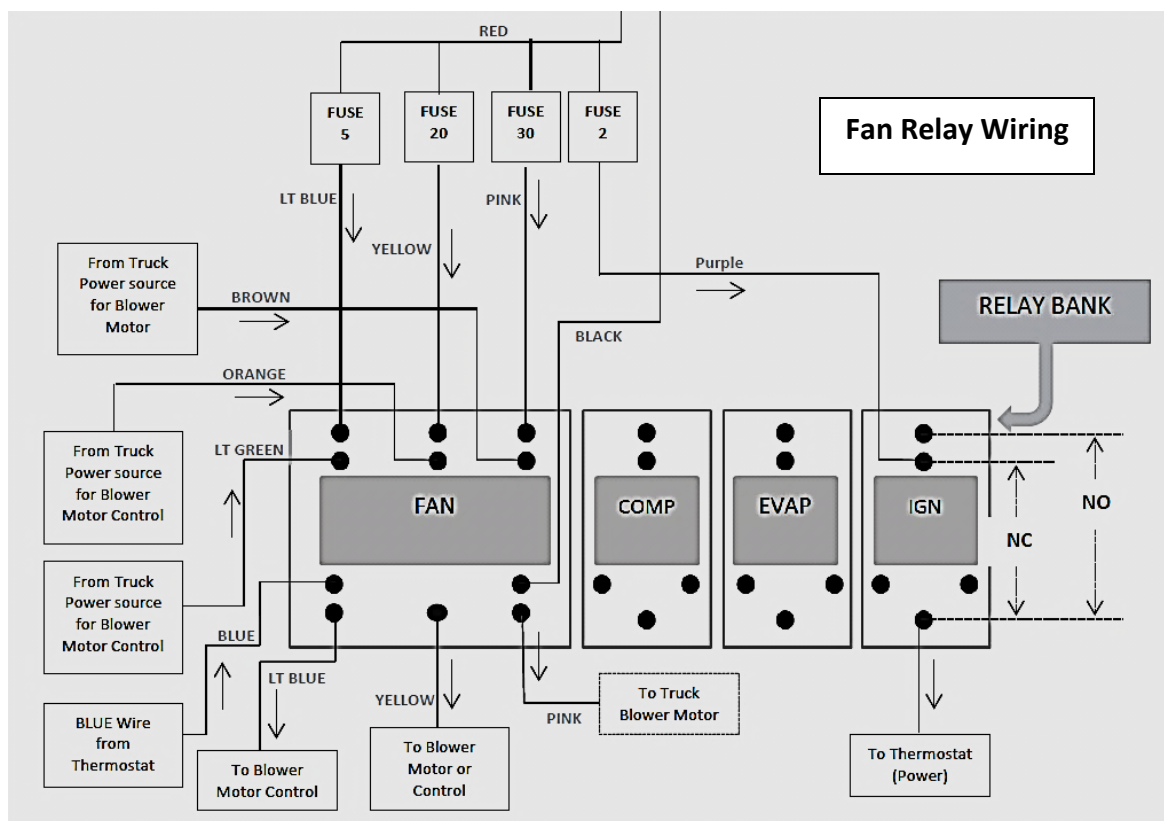 RED
FUSE
5
FUSE
20
FUSE
30
FUSE
2
Fan Relay Wiring
LT BLUE
PINK
YELLOW
From Truck
Power source
for Blower
Motor
BROWN
Purple
RELAY BANK
BLACK
ORANGE
From Truck
Power source
for Blower
Motor Control
LT GREEN
FAN
COMP
EVAP
IGN
NO
NC
From Truck
Power source
for Blower
Motor Control
BLUE
LT BLUE
YELLOW
PINK
To Truck
Blower Motor
BLUE Wire
from
Thermostat
To Blower
Motor Control
To Blower
Motor or
Control
To Thermostat
(Power)